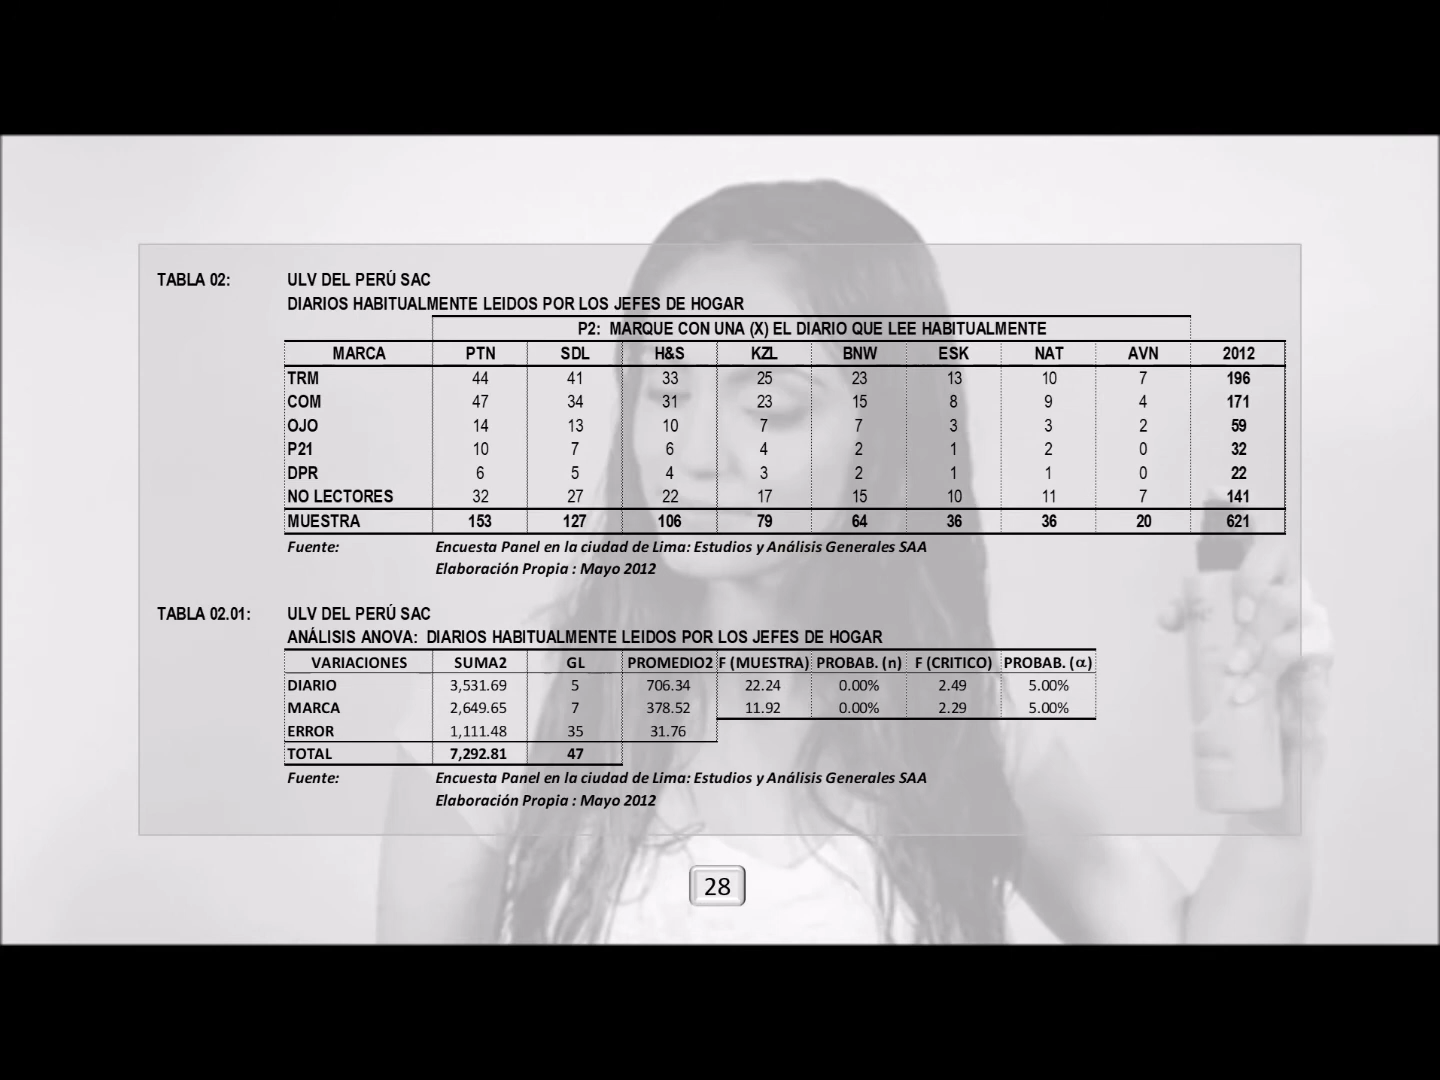 TABLA 02: ULV DEL PERÚ SAC
DIARIOS HABITUALMENTE LEIDOS POR LOS JEFES DE HOGAR
P2: MARQUE CON UNA (X) EL DIARIO QUE LEE HABITUALMENTE
MARCA PTN SDL H&S KZL BNW ESK NAT AVN 2012
TRM 44 41 33 25 23 13 10 7 196
COM 47 34 31 23 15 8 9 4 171
OJO 14 13 10 7 7 3 3 2 59
P21 10 7 6 4 2 1 2 0 32
DPR 6 5 4 3 2 1 1 0 22
NO LECTORES 32 27 22 17 15 10 11 7 141
MUESTRA 153 127 106 79 64 36 36 20 621
Fuente: Encuesta Panel en la ciudad de Lima: Estudios y Análisis Generales SAA
Elaboración Propia : Mayo 2012
TABLA 02.01: ULV DEL PERÚ SAC
ANÁLISIS ANOVA: DIARIOS HABITUALMENTE LEIDOS POR LOS JEFES DE HOGAR
VARIACIONES SUMA2 GL PROMEDIO2 F (MUESTRA) PROBAB. (n) F (CRITICO) PROBAB. (α)
DIARIO 3,531.69 5 706.34 22.24 0.00% 2.49 5.00%
MARCA 2,649.65 7 378.52 11.92 0.00% 2.29 5.00%
ERROR 1,111.48 35 31.76
TOTAL 7,292.81 47
Fuente: Encuesta Panel en la ciudad de Lima: Estudios y Análisis Generales SAA
Elaboración Propia : Mayo 2012
28